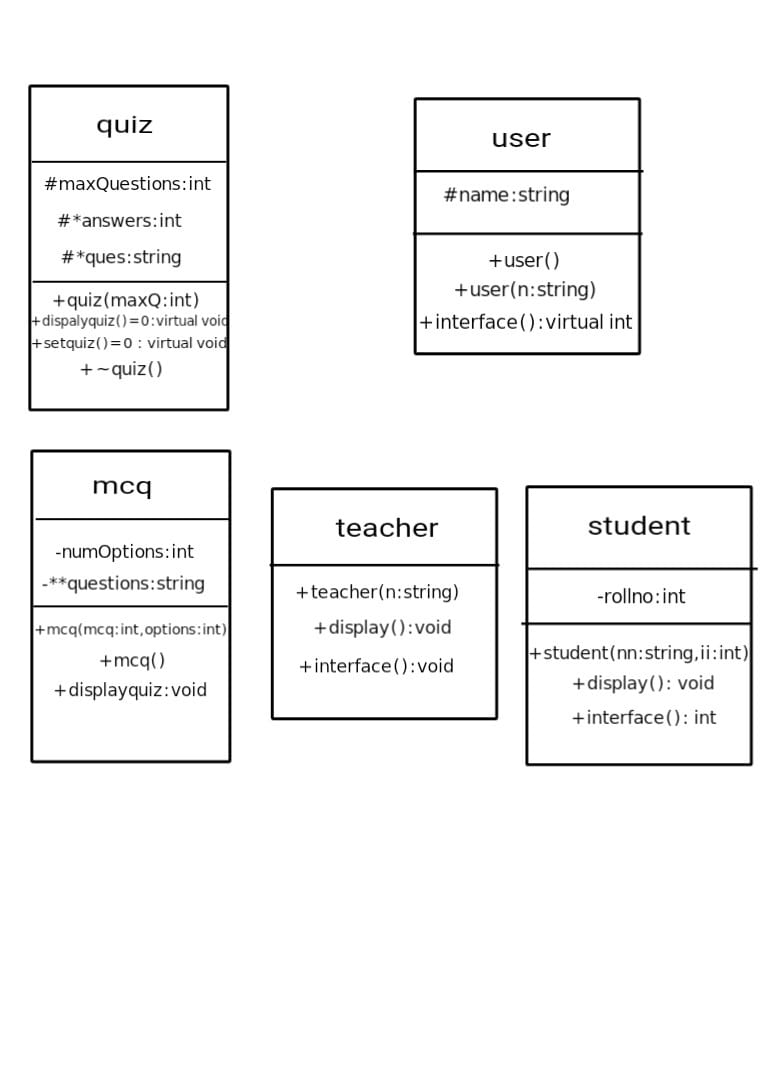 quiz
#maxQuestions:int
#*answers:int
#*ques:string
+quiz(maxQ:int)
+dispalyquiz()=0:virtual void
+setquiz()=0 : virtual void
+~quiz()
user
#name:string
+user()
+user(n:string)
+interface():virtual int
mcq
-numOptions:int
-**questions:string
+mcq(mcq:int,options:int)
+mcq()
+displayquiz:void
teacher
+teacher(n:string)
+display():void
+interface():void
student
-rollno:int
+student(nn:string,ii:int)
+display(): void
+interface(): int